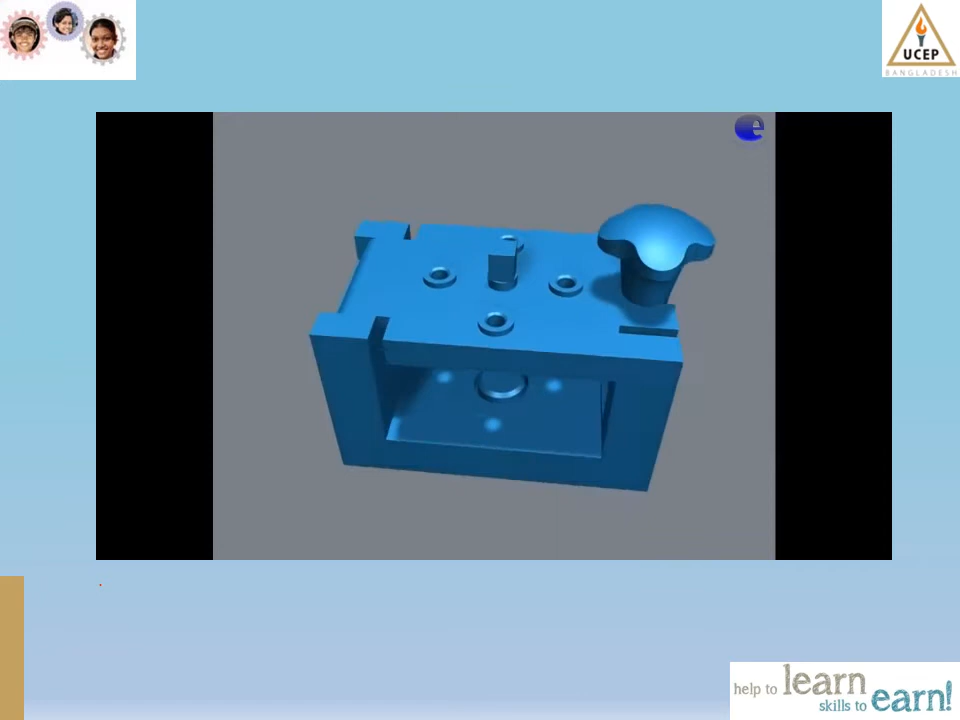 UCEP
BANGLADESH
e
help to learn
skills to earn!